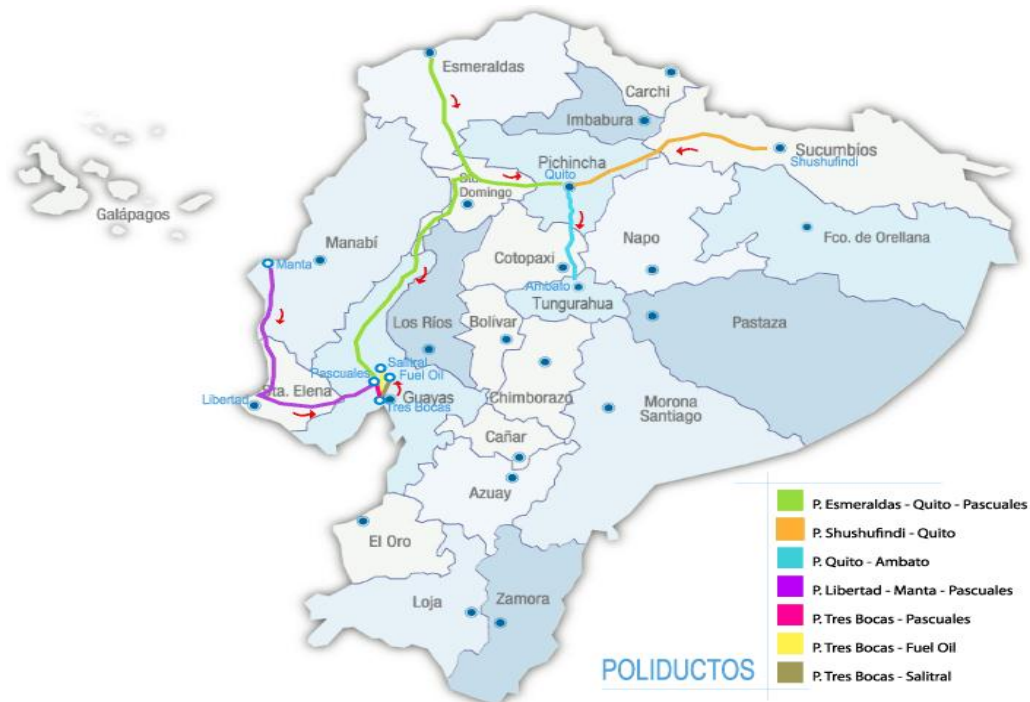 Esmeraldas
Carchi
Imbabura
Sucumbíos
Shushufindi
Pichincha
Quito
Sto.
Domingo
Galápagos
Manabí
Manta
Cotopaxi
Napo
Fco. de Orellana
Ambato
Tungurahua
Los Ríos
Bolívar
Pastaza
Salitral
Pascuales
Fuel Oil
Sta. Elena
Libertad
Guayas
Tres Bocas
Chimborazo
Morona
Santiago
Cañar
Azuay
El Oro
Loja
Zamora
POLIDUCTOS
P. Esmeraldas - Quito - Pascuales
P. Shushufindi - Quito
P. Quito - Ambato
P. Libertad - Manta - Pascuales
P. Tres Bocas - Pascuales
P. Tres Bocas - Fuel Oil
P. Tres Bocas - Salitral